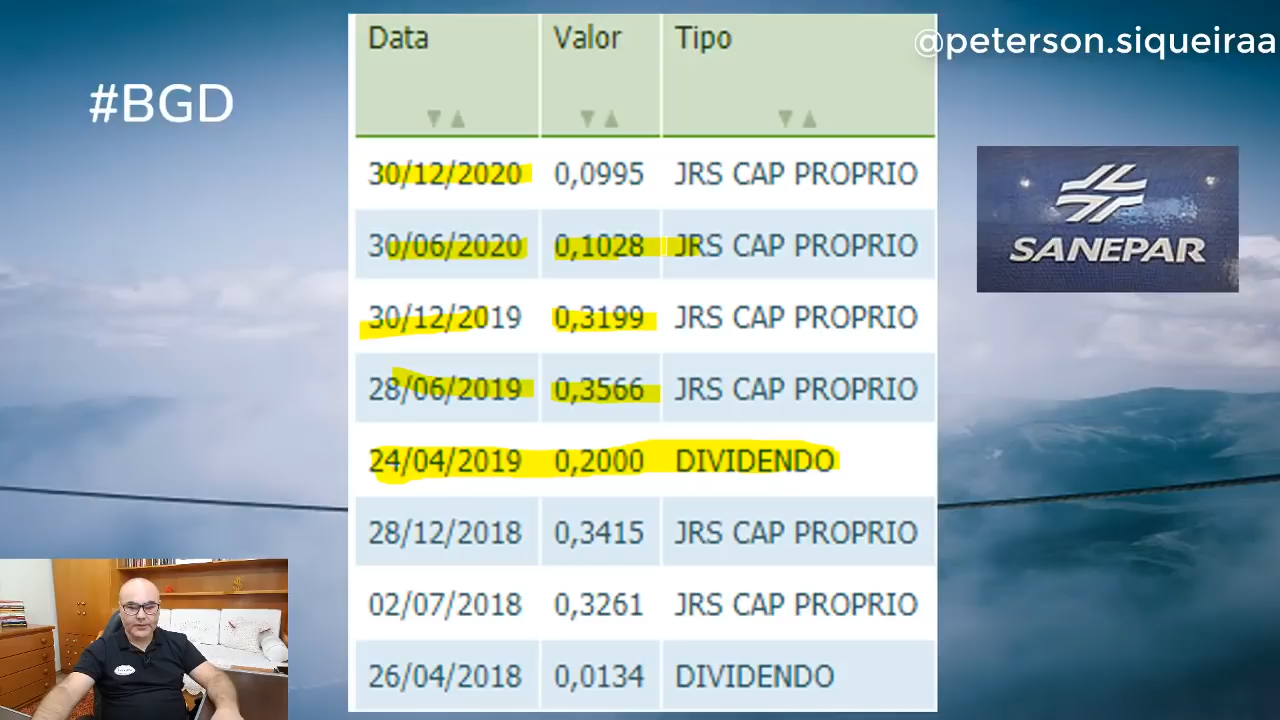 @peterson.siqueiraa
#BGD
Data Valor Tipo
30/12/2020 0,0995 JRS CAP PROPRIO
30/06/2020 0,1028 JRS CAP PROPRIO
30/12/2019 0,3199 JRS CAP PROPRIO
28/06/2019 0,3566 JRS CAP PROPRIO
24/04/2019 0,2000 DIVIDENDO
28/12/2018 0,3415 JRS CAP PROPRIO
02/07/2018 0,3261 JRS CAP PROPRIO
26/04/2018 0,0134 DIVIDENDO
SANEPAR